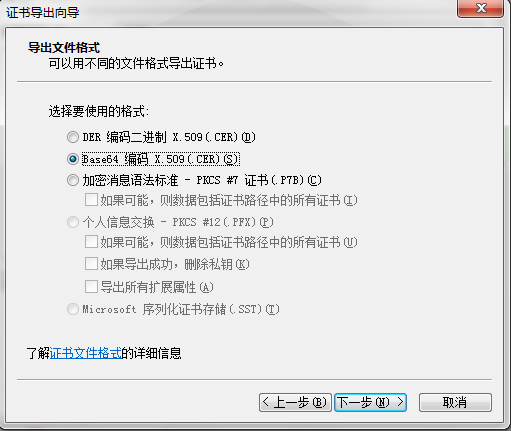 证书导出向导
导出文件格式
可以用不同的文件格式导出证书。
选择要使用的格式:
DER 编码二进制 X.509(.CER)(D)
Base64 编码 X.509(.CER)(S)
加密消息语法标准 - PKCS #7 证书(.P7B)(C)
如果可能，则数据包括证书路径中的所有证书(I)
个人信息交换 - PKCS #12(.PFX)(P)
如果可能，则数据包括证书路径中的所有证书(U)
如果导出成功，删除私钥(K)
导出所有扩展属性(A)
Microsoft 序列化证书存储(.SST)(T)
了解证书文件格式的详细信息
< 上一步(B) 下一步(N) > 取消